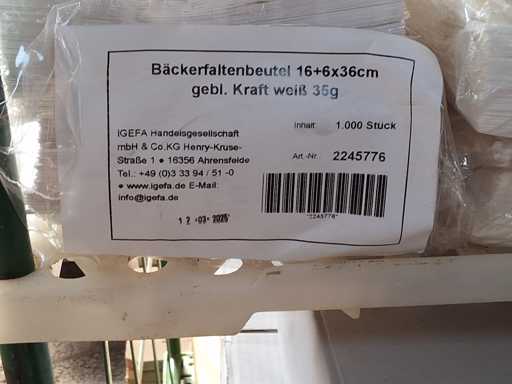 Bäckerfaltenbeutel 16+6x36cm
gebl. Kraft weiß 35g
IGEFA Handelsgesellschaft
mbH & Co.KG Henry-Kruse-
Straße 1 • 16356 Ahrensfelde
Tel.: +49 (0)3 33 94 / 51 -0
• www.igefa.de E-Mail:
info@igefa.de
Inhalt: 1.000 Stück
Art.-Nr. 2245776
*2245776*
12 .03. 2025